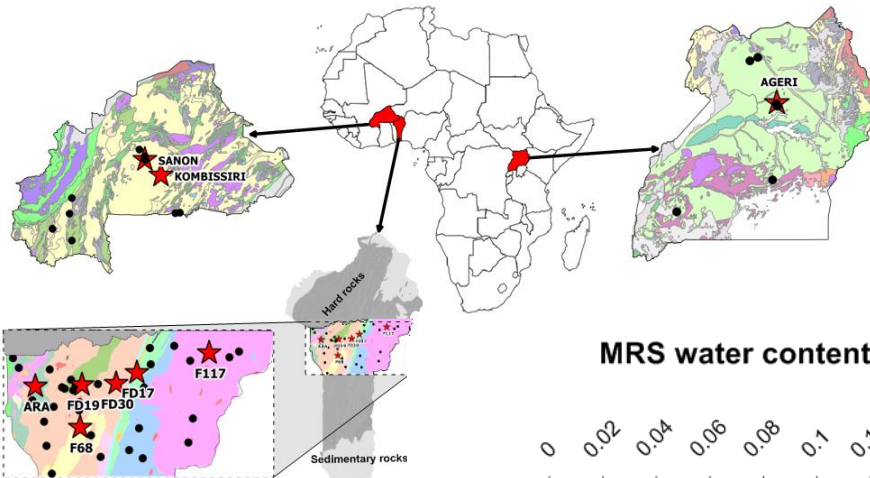 AGERI
SANON
KOMBISSIRI
Hard rocks
F117
ARA
FD19
FD30
FD17
F68
Sedimentary rocks
MRS water content
0
0.02
0.04
0.06
0.08
0.1